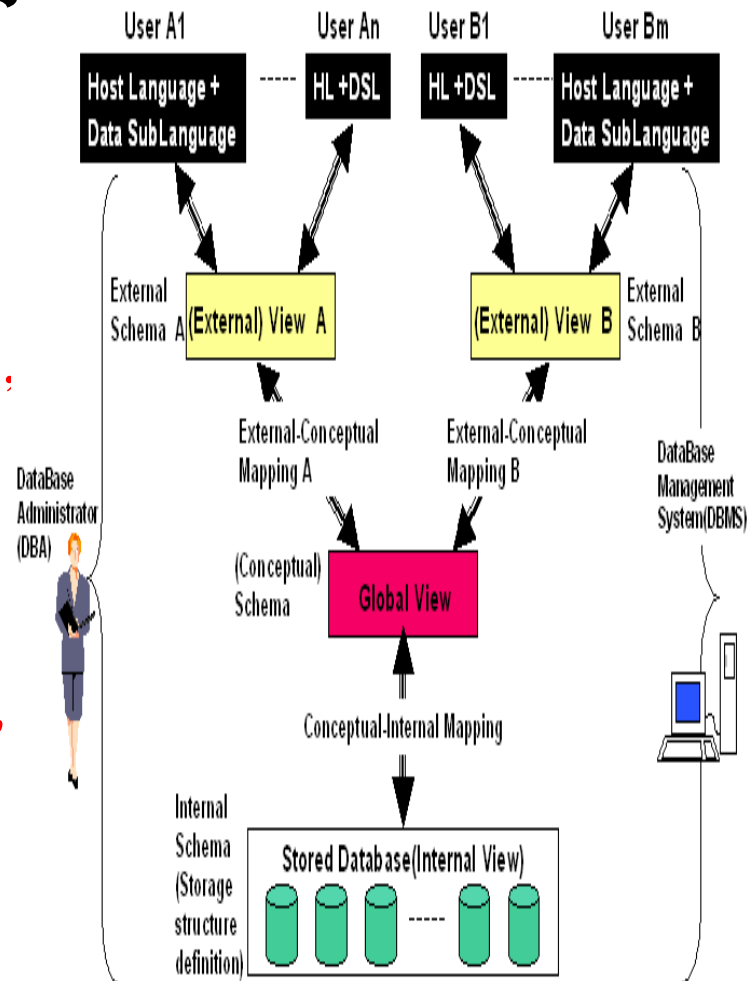 User A1
User An
User B1
User Bm
Host Language +
Data SubLanguage
HL +DSL
HL +DSL
Host Language +
Data SubLanguage
External
Schema A
(External) View A
(External) View B
External
Schema B
External-Conceptual
Mapping A
External-Conceptual
Mapping B
DataBase
Administrator
(DBA)
DataBase
Management
System(DBMS)
(Conceptual)
Schema
Global View
Conceptual-Internal Mapping
Internal
Schema
(Storage
structure
definition)
Stored Database(Internal View)